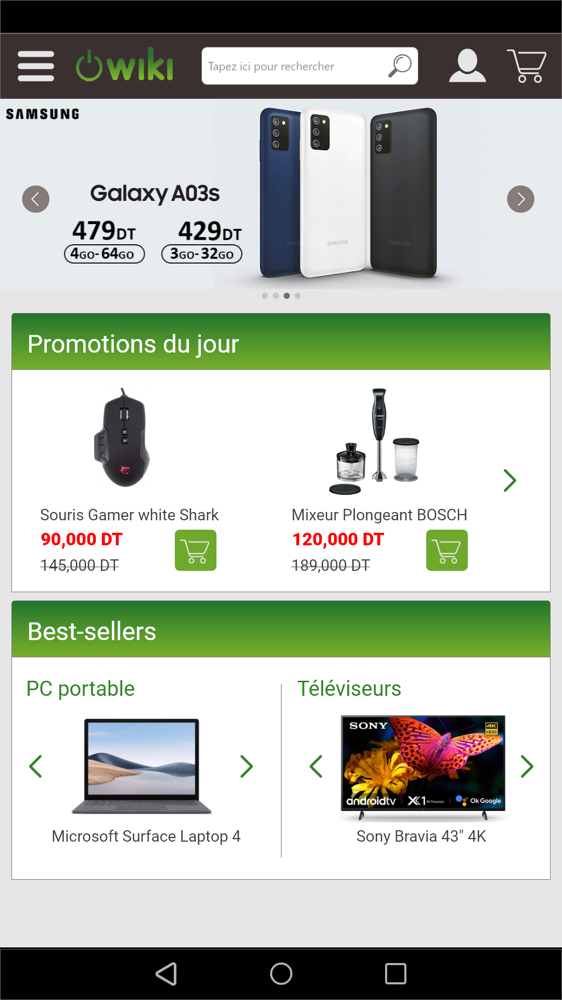 wiki
Tapez ici pour rechercher
SAMSUNG
Galaxy A03s
479DT 429DT
4GO-64GO 3GO-32GO
SAMSUNG SAMSUNG
Promotions du jour
BOSCH
Souris Gamer white Shark Mixeur Plongeant BOSCH
90,000 DT 120,000 DT
145,000 DT 189,000 DT
Best-sellers
PC portable Téléviseurs
SONY 4K HDR
androidtv X1 4K Processor Ok Google
Microsoft Surface Laptop 4 Sony Bravia 43" 4K